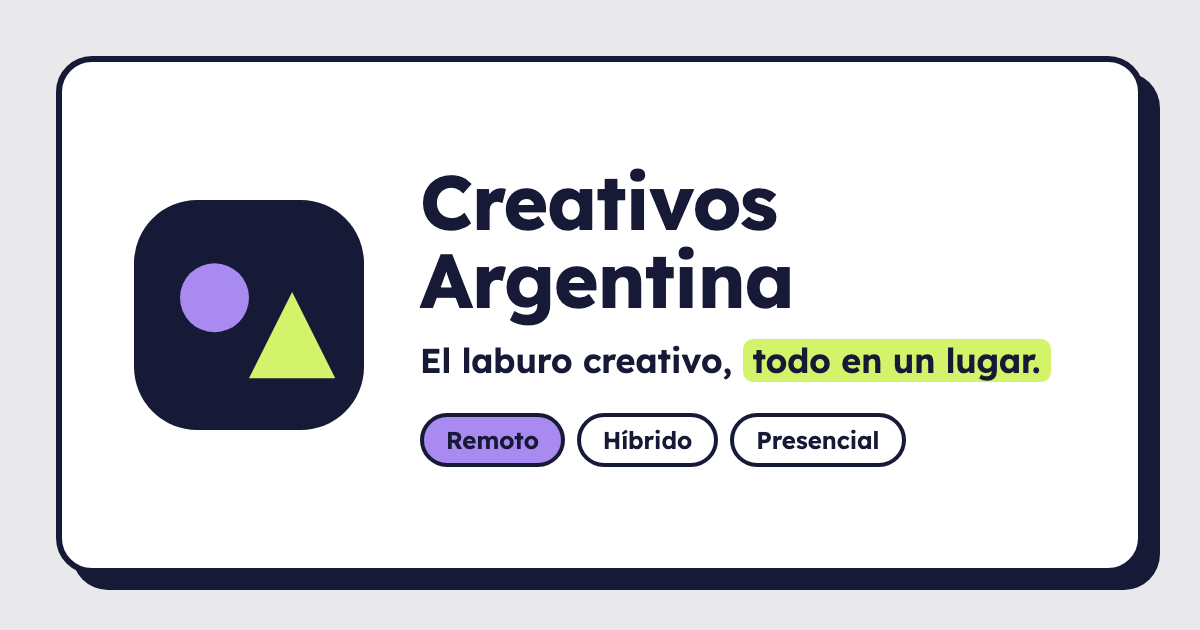 Creativos
Argentina
El laburo creativo, todo en un lugar.
Remoto Híbrido Presencial